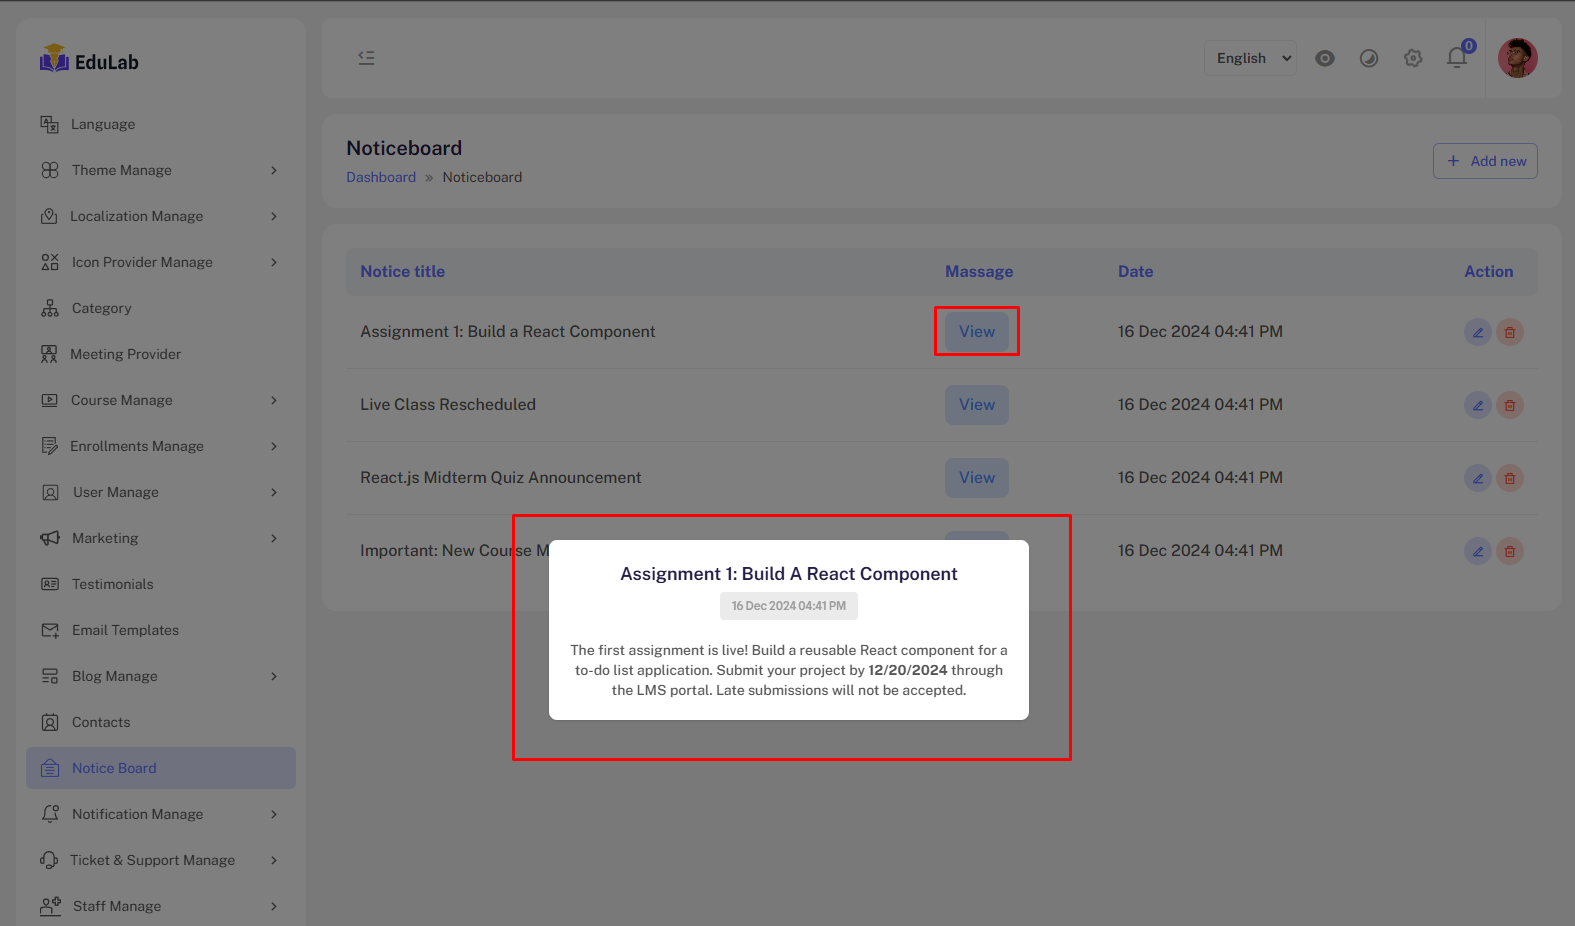 EduLab
Language
Theme Manage
Localization Manage
Icon Provider Manage
Category
Meeting Provider
Course Manage
Enrollments Manage
User Manage
Marketing
Testimonials
Email Templates
Blog Manage
Contacts
Notice Board
Notification Manage
Ticket & Support Manage
Staff Manage
English
0
Noticeboard
Dashboard » Noticeboard
+ Add new
Notice title Massage Date Action
Assignment 1: Build a React Component View 16 Dec 2024 04:41 PM
Live Class Rescheduled View 16 Dec 2024 04:41 PM
React.js Midterm Quiz Announcement View 16 Dec 2024 04:41 PM
Important: New Course M 16 Dec 2024 04:41 PM
Assignment 1: Build A React Component
16 Dec 2024 04:41 PM
The first assignment is live! Build a reusable React component for a
to-do list application. Submit your project by 12/20/2024 through
the LMS portal. Late submissions will not be accepted.